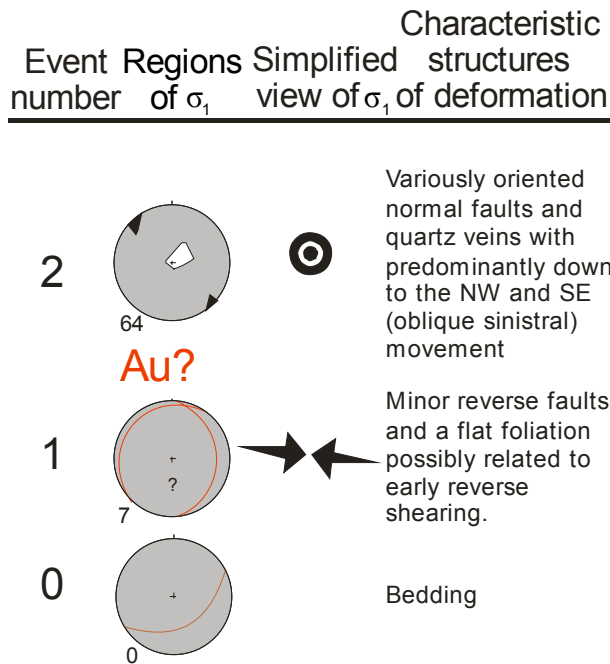 Event number
Regions of σ₁
Simplified view of σ₁
Characteristic structures of deformation
2
64
Variously oriented
normal faults and
quartz veins with
predominantly down
to the NW and SE
(oblique sinistral)
movement
Au?
1
?
7
Minor reverse faults
and a flat foliation
possibly related to
early reverse
shearing.
0
0
Bedding